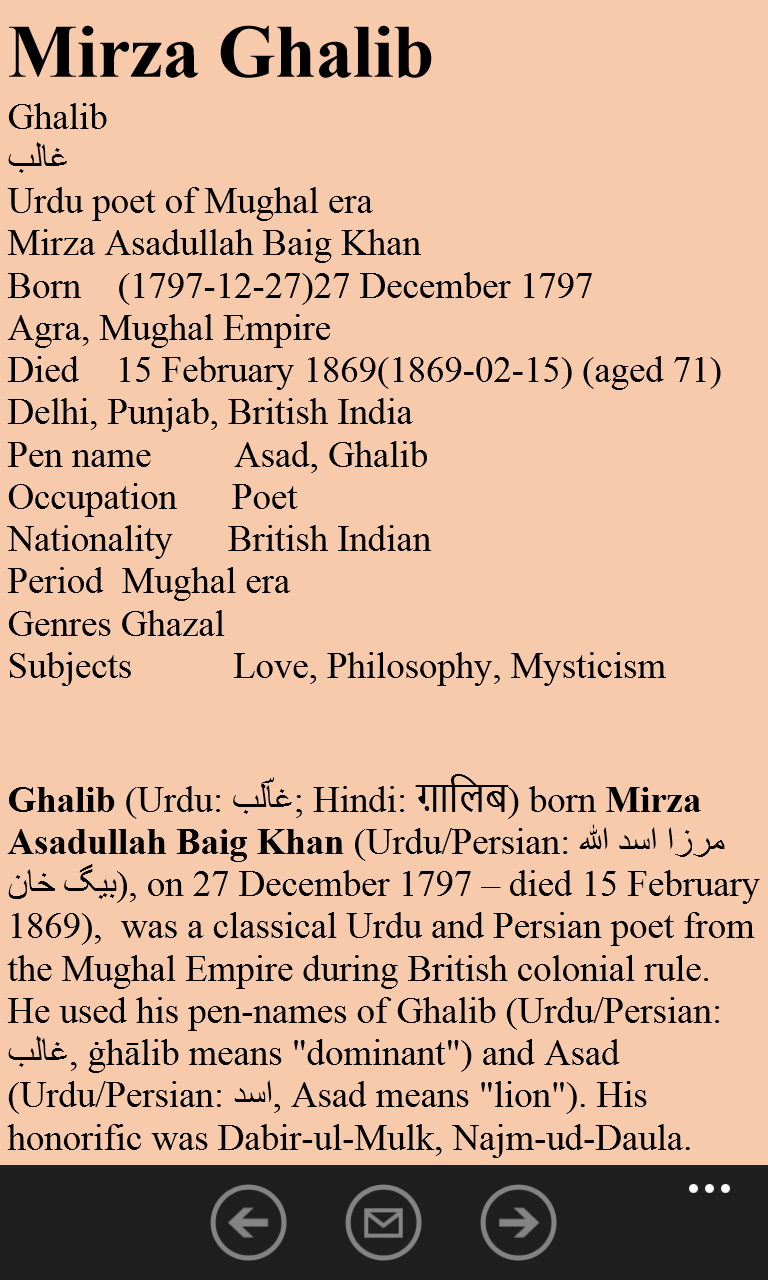 Mirza Ghalib
Ghalib
غالب
Urdu poet of Mughal era
Mirza Asadullah Baig Khan
Born (1797-12-27)27 December 1797
Agra, Mughal Empire
Died 15 February 1869(1869-02-15) (aged 71)
Delhi, Punjab, British India
Pen name Asad, Ghalib
Occupation Poet
Nationality British Indian
Period Mughal era
Genres Ghazal
Subjects Love, Philosophy, Mysticism
Ghalib (Urdu: غاؔلب; Hindi: ग़ालिब) born Mirza
Asadullah Baig Khan (Urdu/Persian: مرزا اسد اللہ
بیگ خان), on 27 December 1797 – died 15 February
1869), was a classical Urdu and Persian poet from
the Mughal Empire during British colonial rule.
He used his pen-names of Ghalib (Urdu/Persian:
غالب, ġhālib means "dominant") and Asad
(Urdu/Persian: اسد, Asad means "lion"). His
honorific was Dabir-ul-Mulk, Najm-ud-Daula.